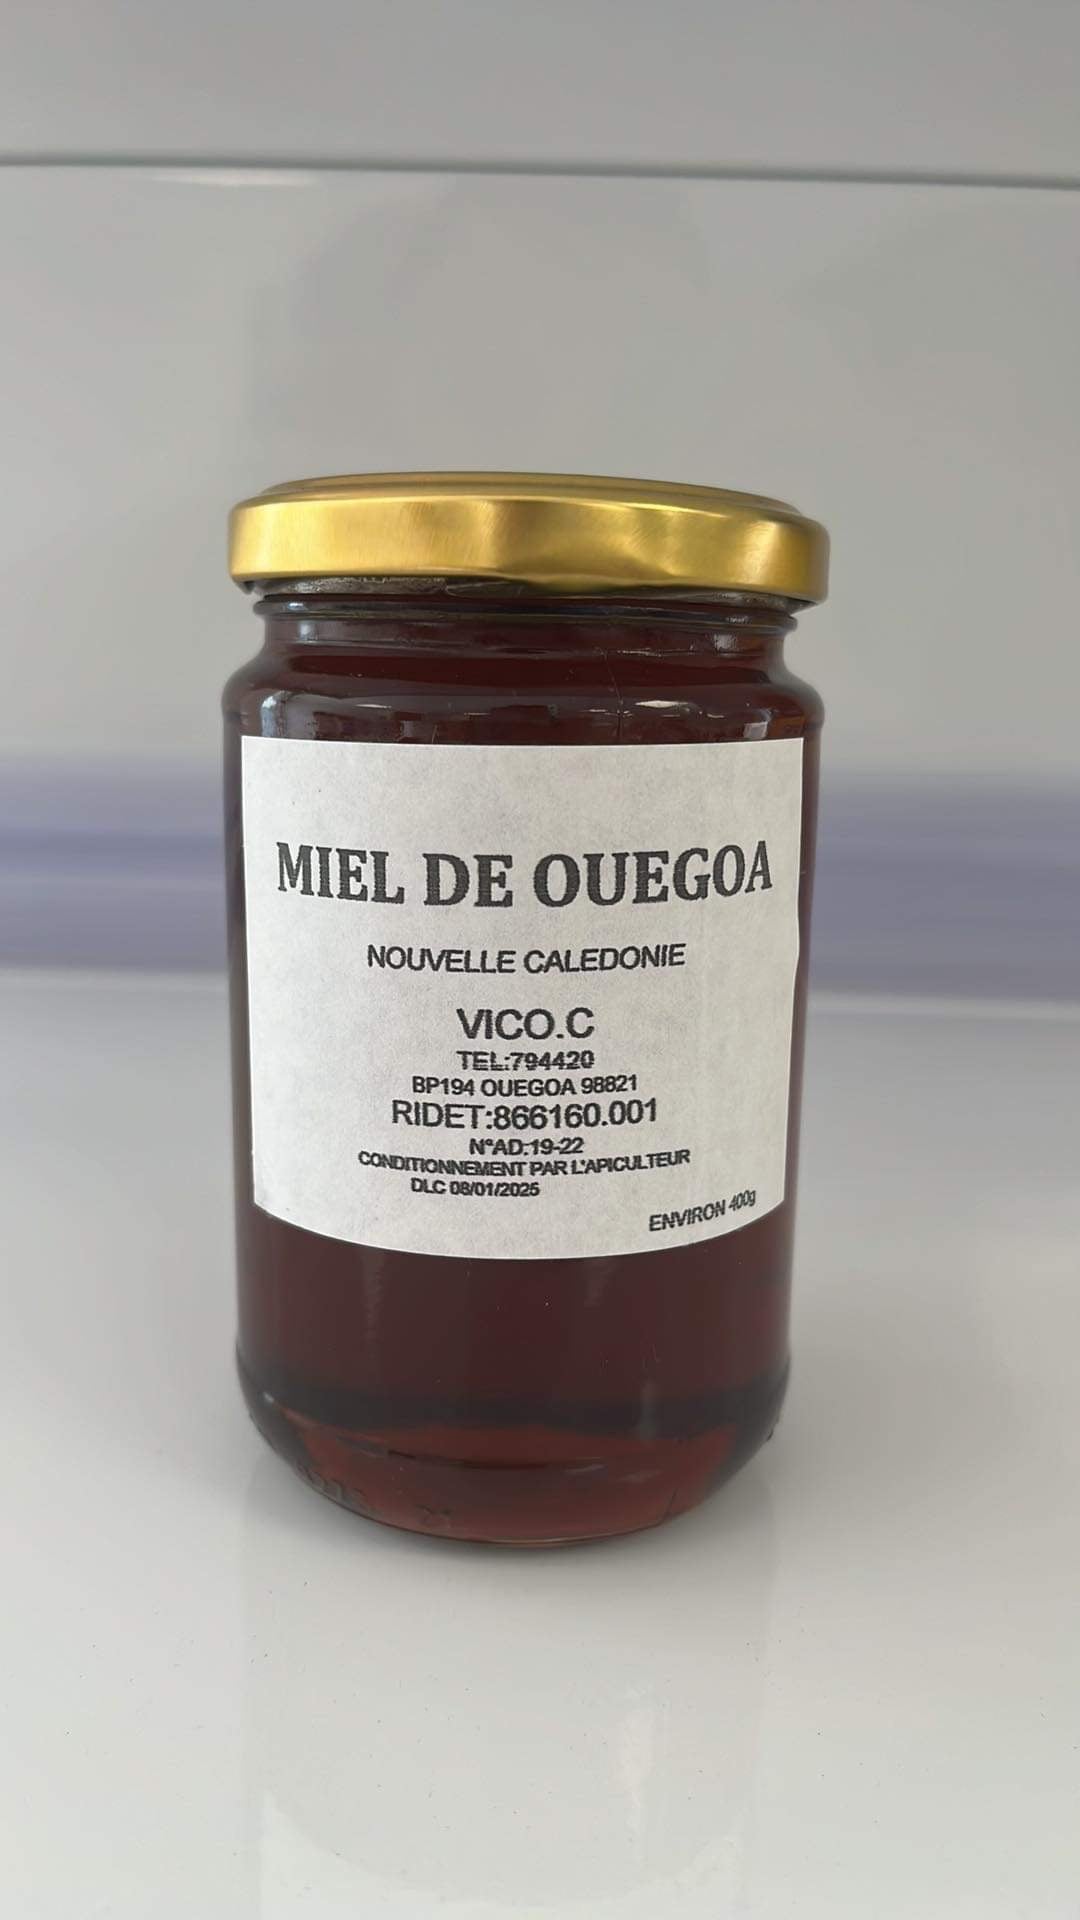 MIEL DE OUEGOA
NOUVELLE CALEDONIE
VICO.C
TEL:794420
BP194 OUEGOA 98821
RIDET:866160.001
N°AD:19-22
CONDITIONNEMENT PAR L'APICULTEUR
DLC 08/01/2025
ENVIRON 400g